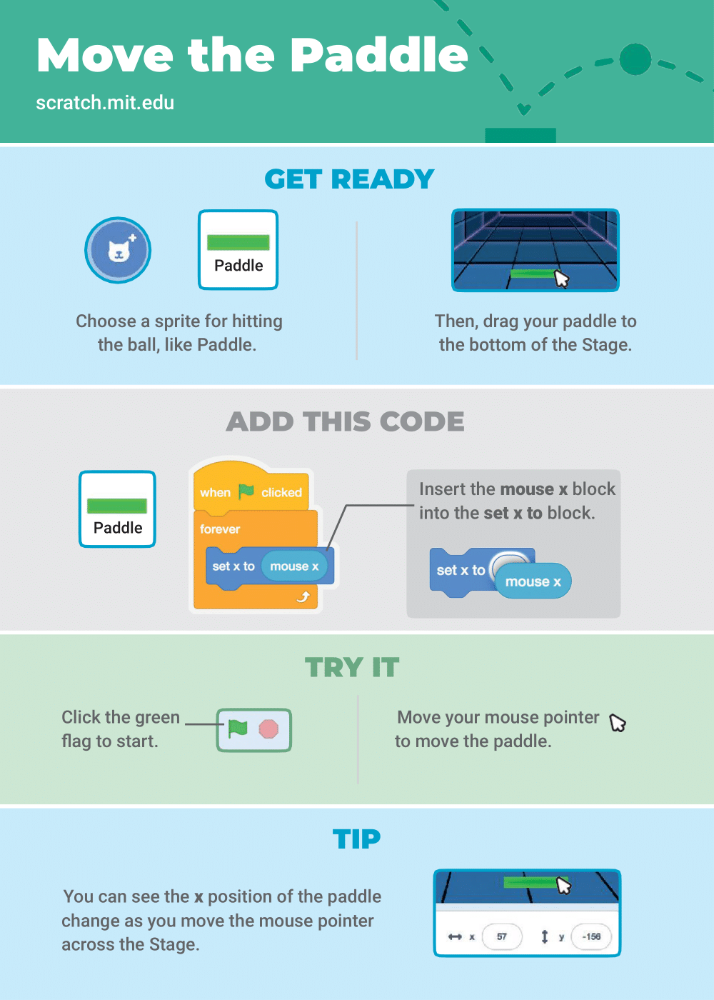 Move the Paddle
scratch.mit.edu
GET READY
Paddle
Choose a sprite for hitting
the ball, like Paddle.
Then, drag your paddle to
the bottom of the Stage.
ADD THIS CODE
Paddle
when clicked
forever
set x to mouse x
Insert the mouse x block
into the set x to block.
set x to
mouse x
TRY IT
Click the green
flag to start.
Move your mouse pointer
to move the paddle.
TIP
You can see the x position of the paddle
change as you move the mouse pointer
across the Stage.
x 57 y -156